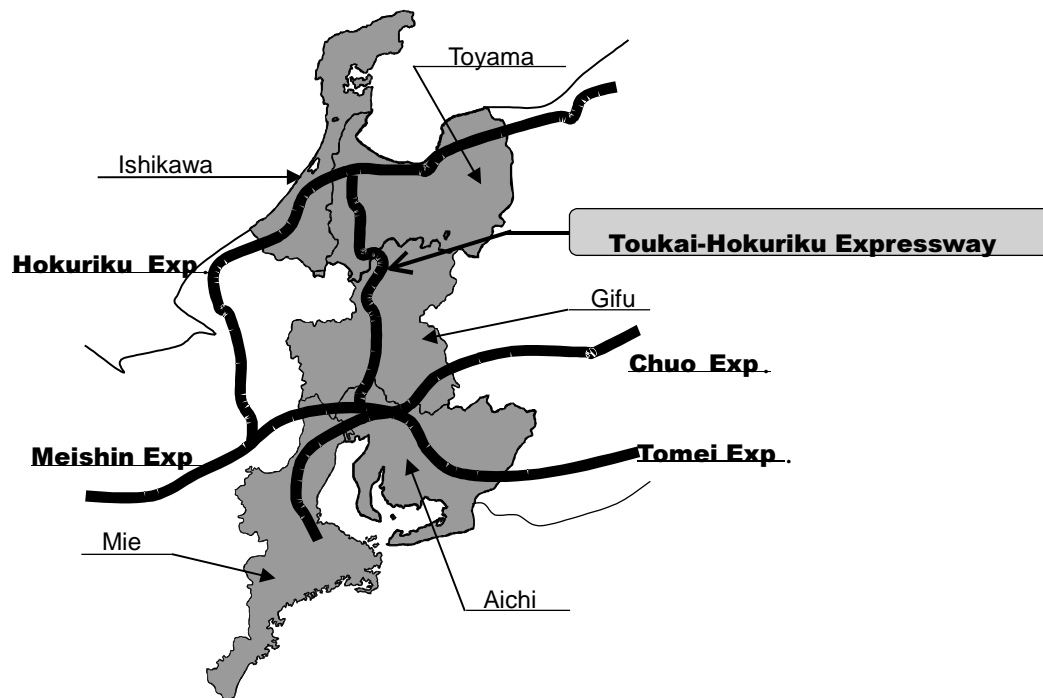 Toyama
Ishikawa
Toukai-Hokuriku Expressway
Hokuriku Exp.
Gifu
Chuo Exp.
Meishin Exp
Tomei Exp.
Mie
Aichi